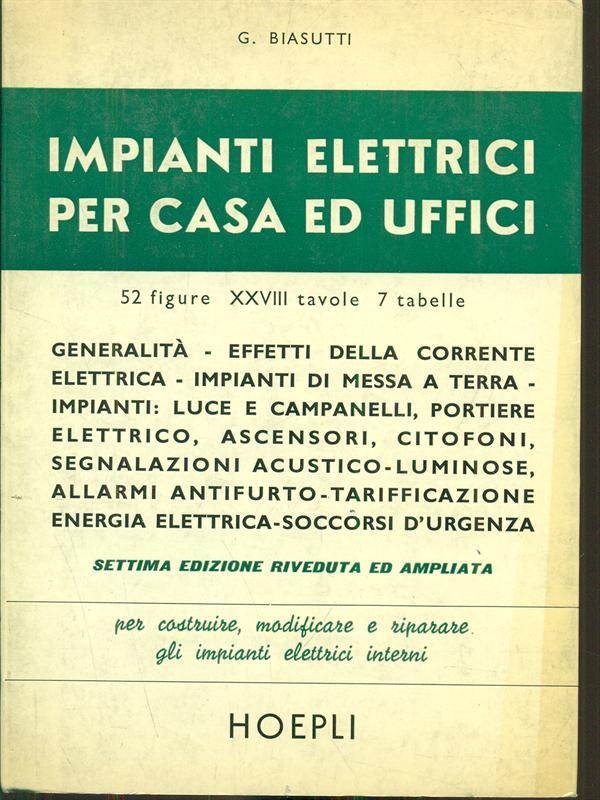 G. BIASUTTI
IMPIANTI ELETTRICI
PER CASA ED UFFICI
52 figure XXVIII tavole 7 tabelle
GENERALITÀ - EFFETTI DELLA CORRENTE
ELETTRICA - IMPIANTI DI MESSA A TERRA -
IMPIANTI: LUCE E CAMPANELLI, PORTIERE
ELETTRICO, ASCENSORI, CITOFONI,
SEGNALAZIONI ACUSTICO-LUMINOSE,
ALLARMI ANTIFURTO-TARIFFICAZIONE
ENERGIA ELETTRICA-SOCCORSI D'URGENZA
SETTIMA EDIZIONE RIVEDUTA ED AMPLIATA
per costruire, modificare e riparare
gli impianti elettrici interni
HOEPLI